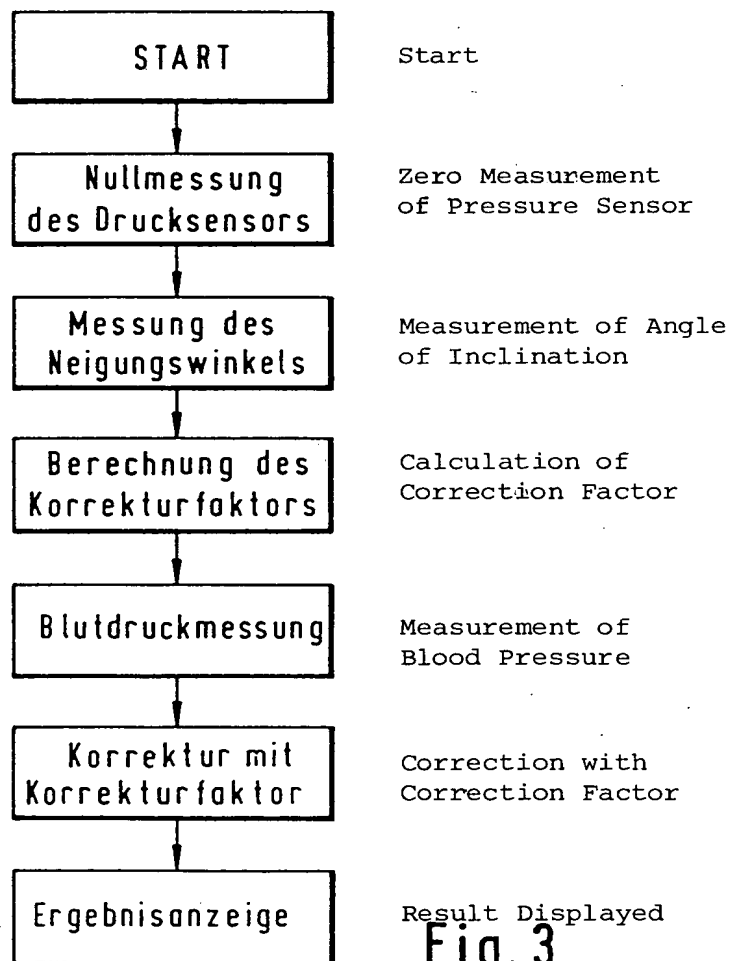 START
Start
Nullmessung
des Drucksensors
Zero Measurement
of Pressure Sensor
Messung des
Neigungswinkels
Measurement of Angle
of Inclination
Berechnung des
Korrekturfaktors
Calculation of
Correction Factor
Blutdruckmessung
Measurement of
Blood Pressure
Korrektur mit
Korrekturfaktor
Correction with
Correction Factor
Ergebnisanzeige
Result Displayed
Fig. 3